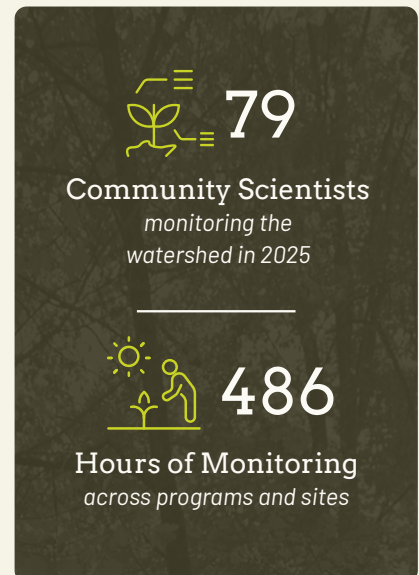 79
Community Scientists
monitoring the
watershed in 2025
486
Hours of Monitoring
across programs and sites